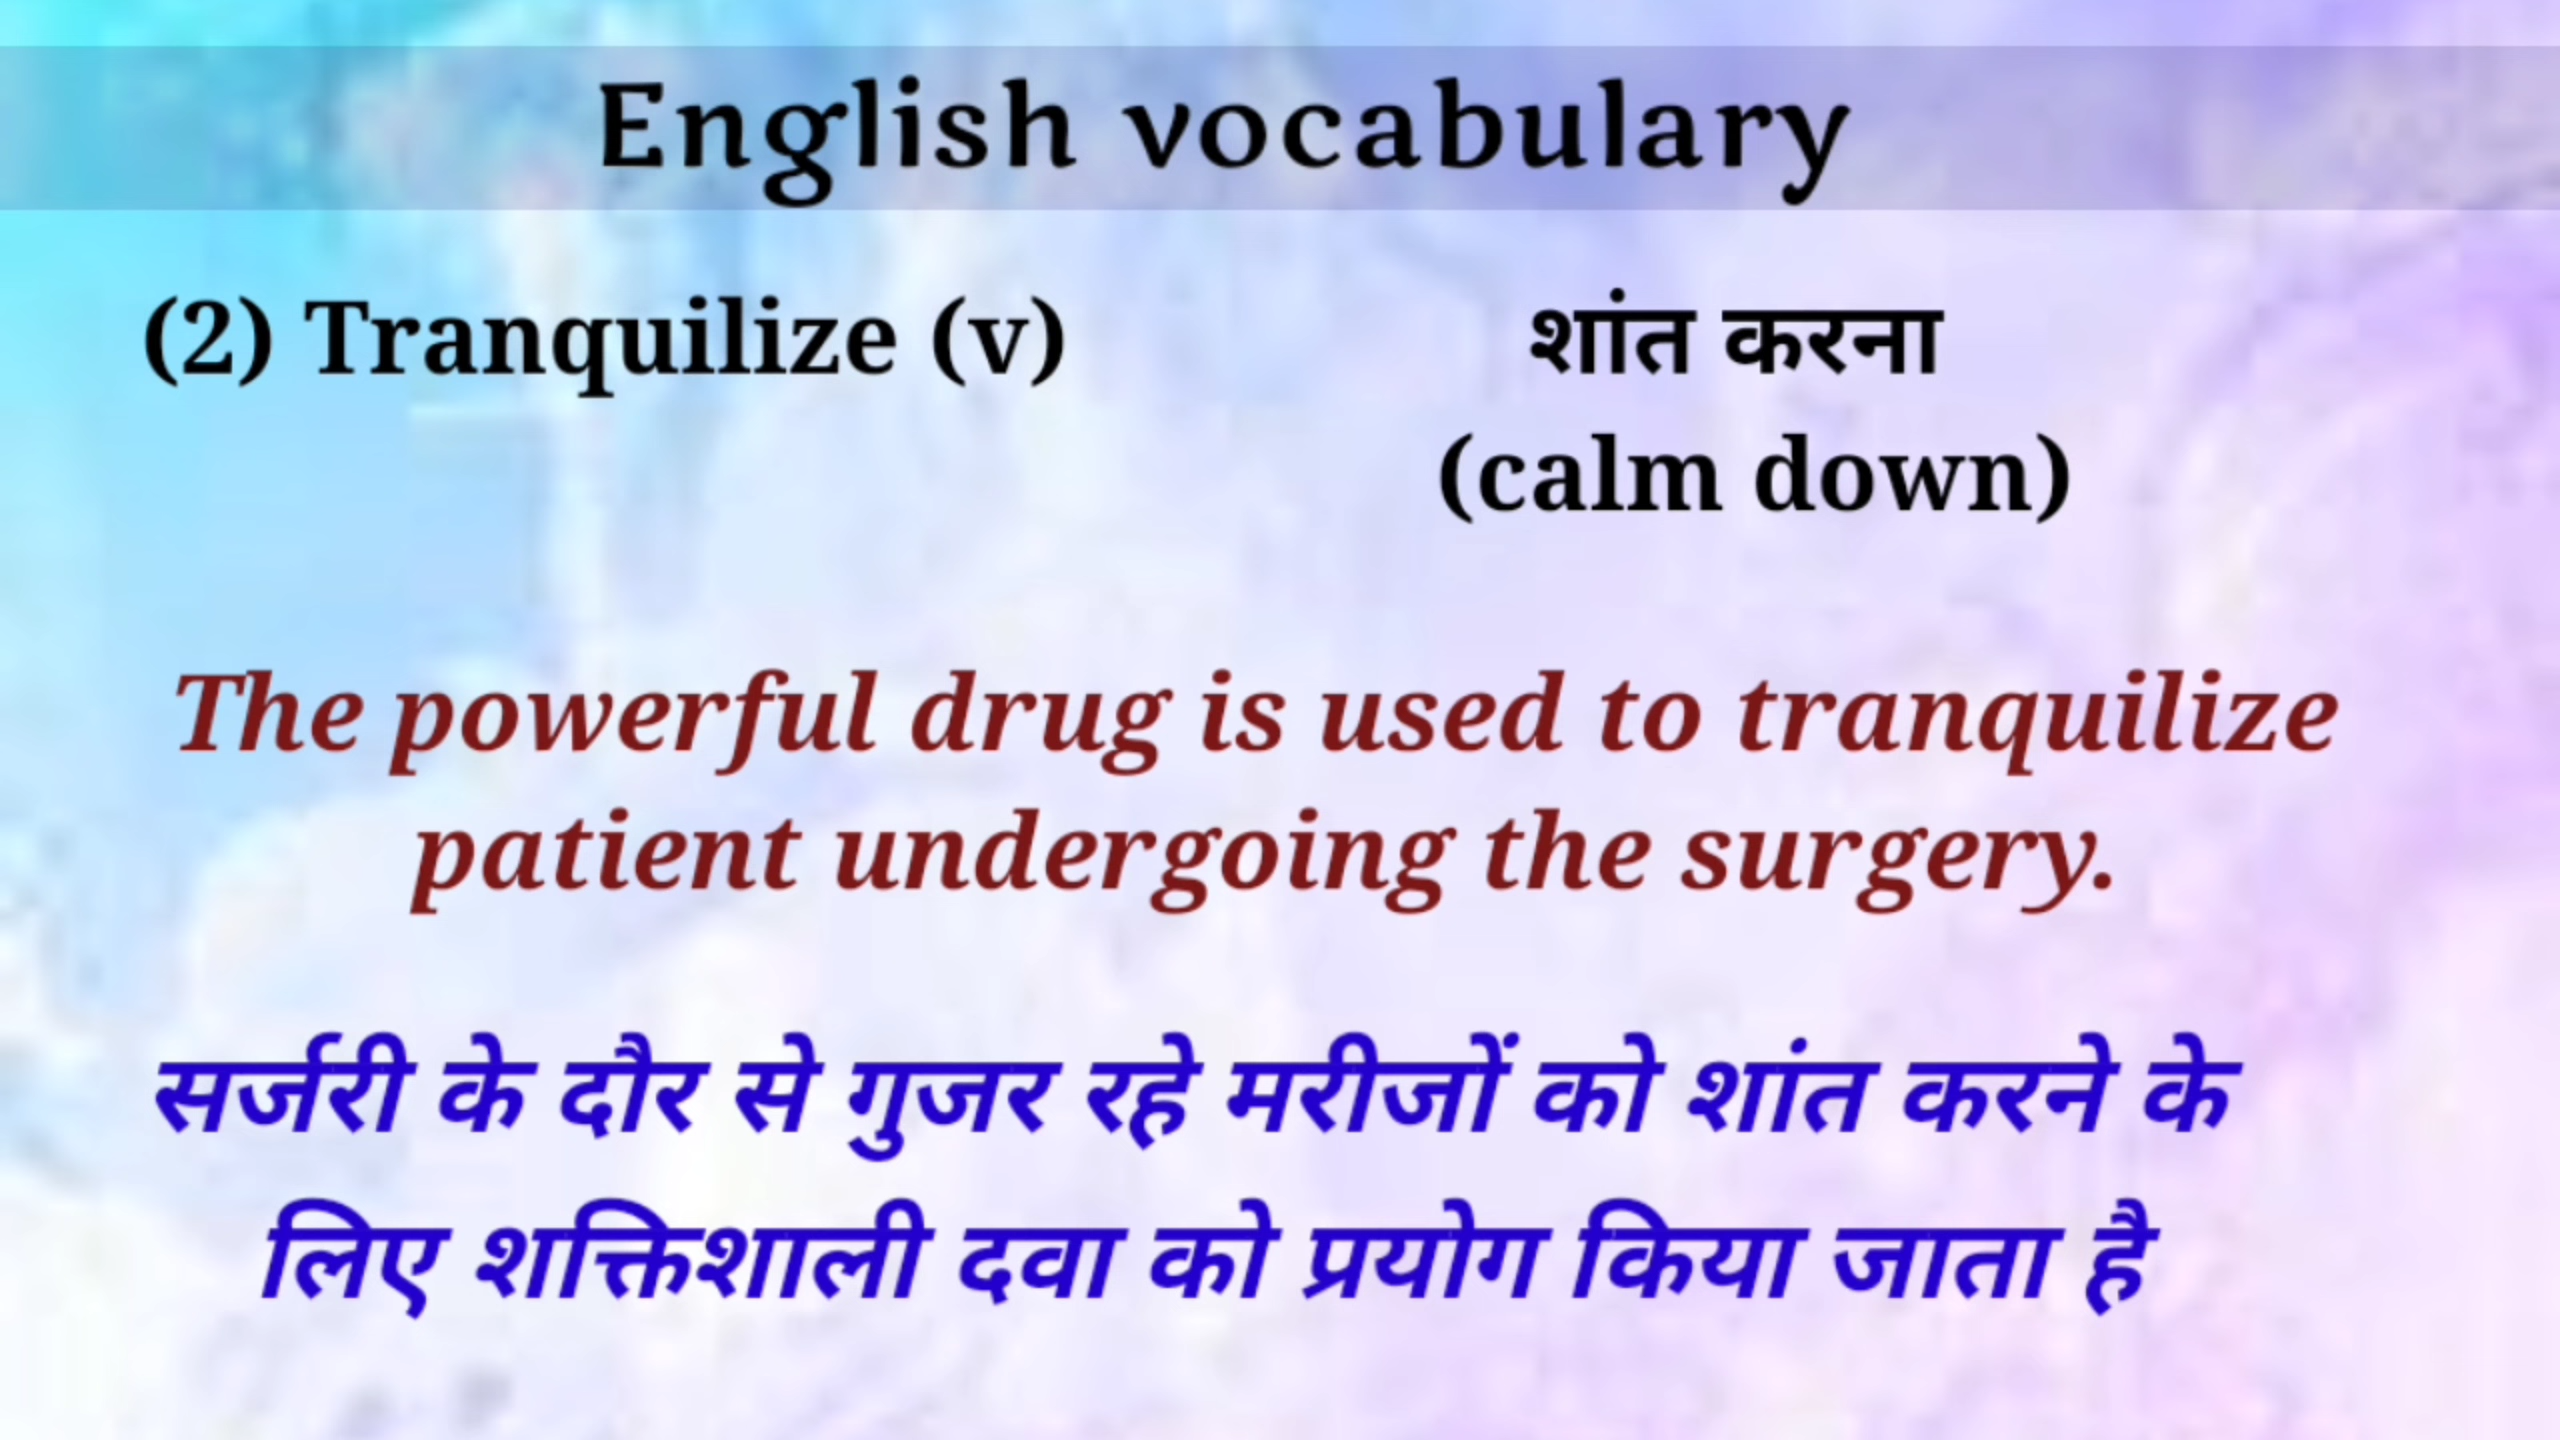 English vocabulary
(2) Tranquilize (v) शांत करना
(calm down)
The powerful drug is used to tranquilize
patient undergoing the surgery.
सर्जरी के दौर से गुजर रहे मरीजों को शांत करने के
लिए शक्तिशाली दवा को प्रयोग किया जाता है